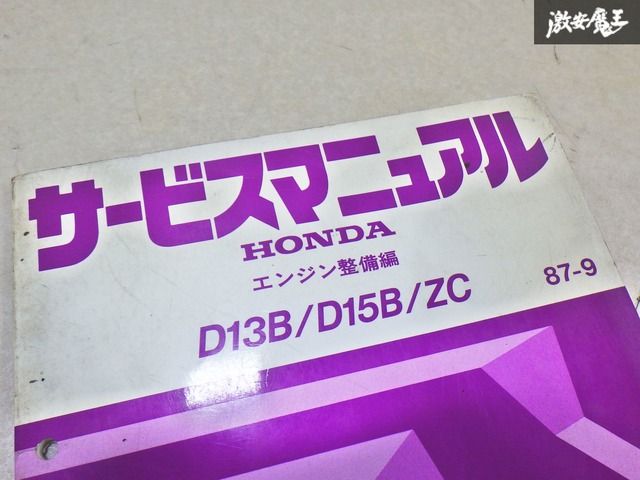 激安魔王
サービスマニュアル
HONDA
エンジン整備編
D13B/D15B/ZC
87-9